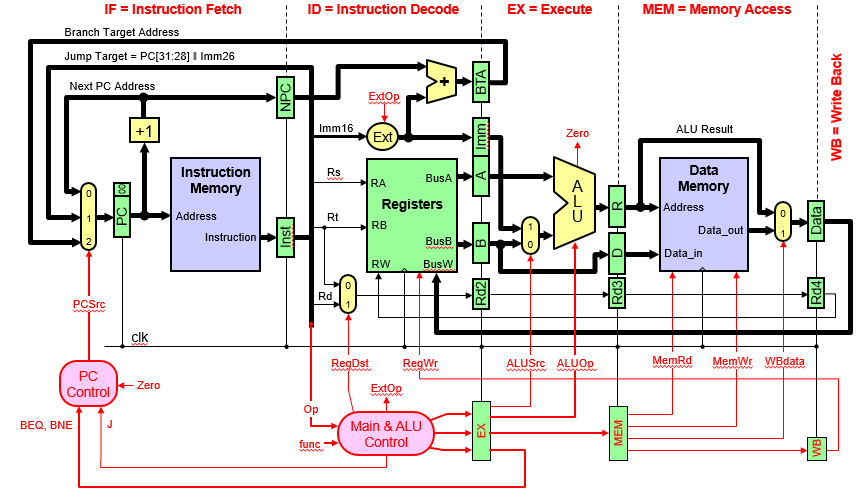 IF = Instruction Fetch
ID = Instruction Decode
EX = Execute
MEM = Memory Access
WB = Write Back
Branch Target Address
Jump Target = PC[31:28] ‖ Imm26
Next PC Address
NPC
BTA
+
+1
ExtOp
Imm16
Ext
Imm
Zero
ALU Result
0
1
2
PC
00
Instruction
Memory
Address
Instruction
Inst
Rs
Rt
Rd
RA
RB
RW
BusA
BusB
BusW
Registers
A
B
0
1
1
0
A
L
U
R
D
Data
Memory
Address
Data_out
Data_in
0
1
Data
Rd2
Rd3
Rd4
clk
PCSrc
RegDst
RegWr
ALUSrc
ALUOp
MemRd
MemWr
WBdata
PC
Control
Zero
BEQ, BNE
J
Op
func
ExtOp
Main & ALU
Control
EX
MEM
WB